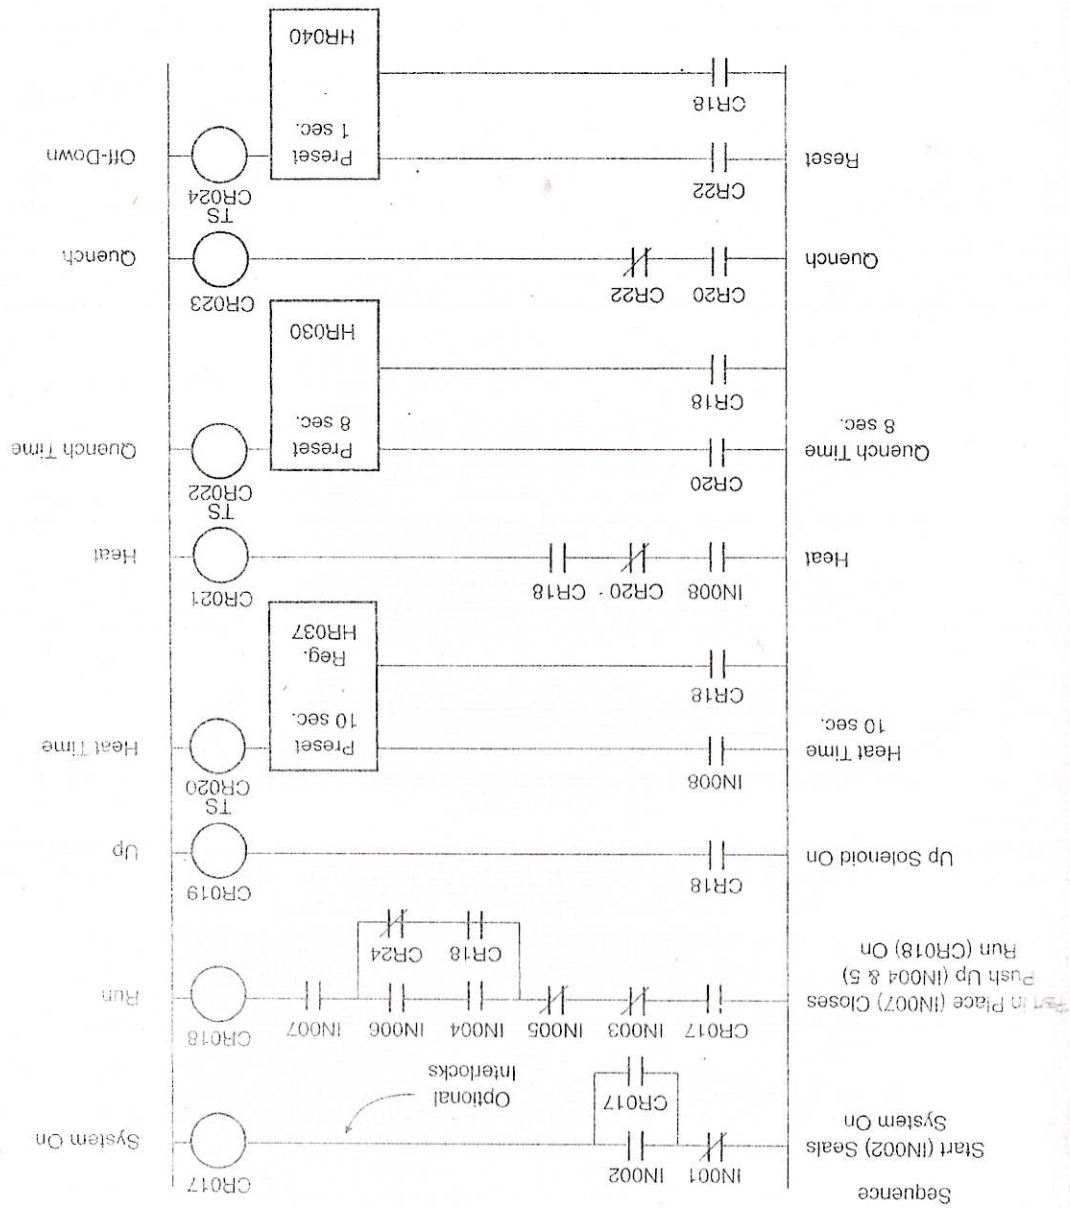 Sequence
Start (IN002) Seals
System On
IN001
IN002
CR017
Optional
Interlocks
CR017
System On
Part in Place (IN007) Closes
Push Up (IN004 & 5)
Run (CR018) On
CR017
IN003
IN005
IN004
IN006
IN007
CR18
CR24
CR018
Run
Up Solenoid On
CR18
CR019
Up
Heat Time
10 sec.
IN008
CR18
Preset
10 sec.
Reg.
HR037
TS
CR020
Heat Time
Heat
IN008
CR20
CR18
CR021
Heat
Quench Time
8 sec.
CR20
CR18
Preset
8 sec.
HR030
TS
CR022
Quench Time
Quench
CR20
CR22
CR023
Quench
Reset
CR22
CR18
Preset
1 sec.
HR040
TS
CR024
Off-Down